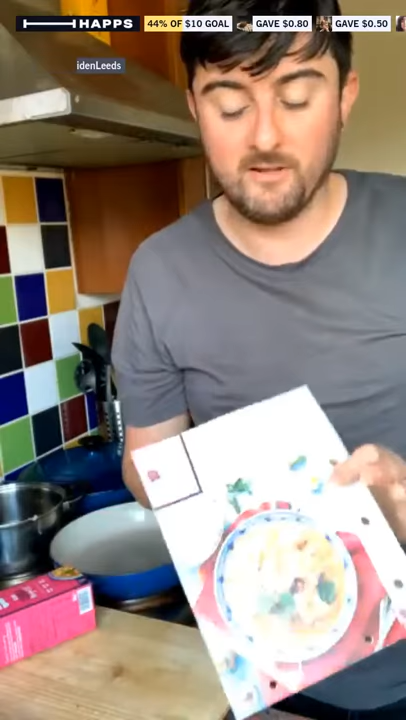 HAPPS
44% OF $10 GOAL
GAVE $0.80
GAVE $0.50
idenLeeds